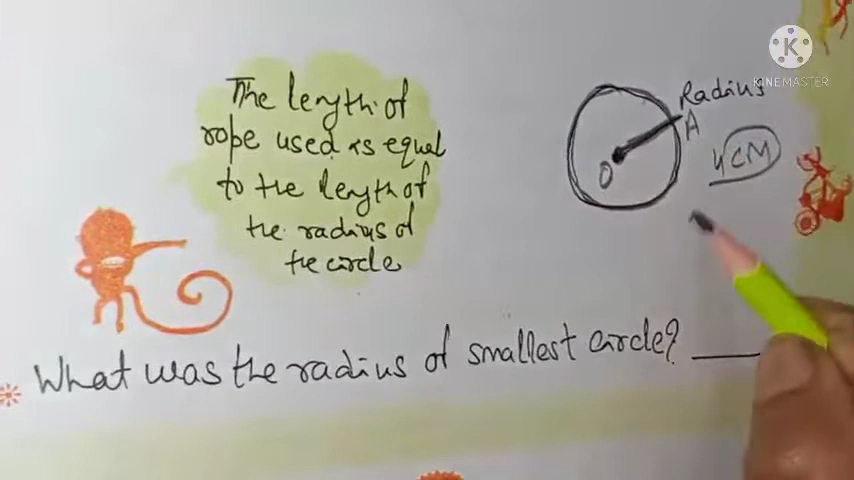 The length of
rope used is equal
to the length of
the radius of
the circle
Radius
A
O
4CM
What was the radius of smallest circle?
K
KINEMASTER